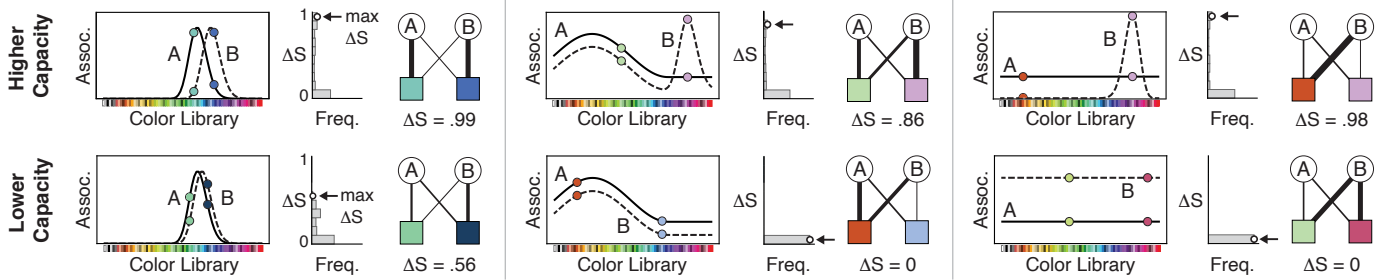 Higher Capacity
Assoc.
A
B
Color Library
1
ΔS
0
max
ΔS
Freq.
A
B
ΔS = .99
Assoc.
A
B
Color Library
ΔS
Freq.
A
B
ΔS = .86
Assoc.
A
B
Color Library
ΔS
Freq.
A
B
ΔS = .98
Lower Capacity
Assoc.
A
B
Color Library
1
ΔS
0
max
ΔS
Freq.
A
B
ΔS = .56
Assoc.
A
B
Color Library
ΔS
Freq.
A
B
ΔS = 0
Assoc.
A
B
Color Library
ΔS
Freq.
A
B
ΔS = 0